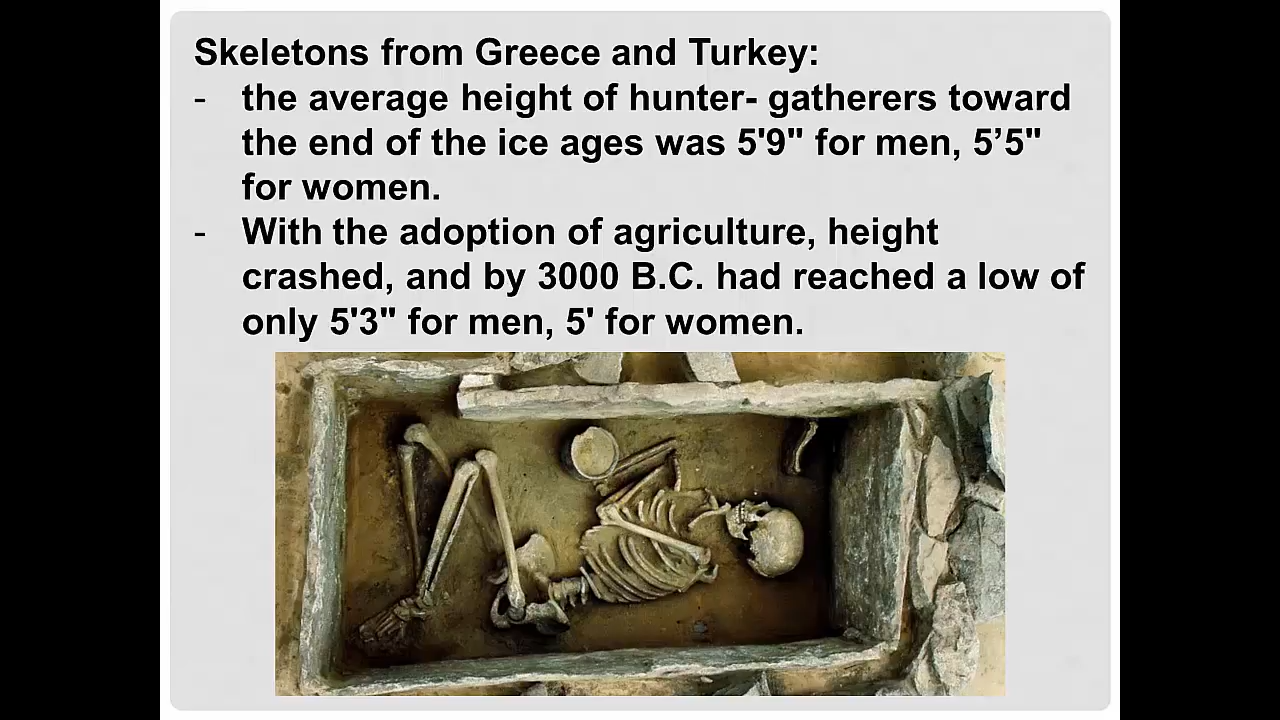 Skeletons from Greece and Turkey:
- the average height of hunter- gatherers toward
the end of the ice ages was 5'9" for men, 5’5"
for women.
- With the adoption of agriculture, height
crashed, and by 3000 B.C. had reached a low of
only 5'3" for men, 5' for women.